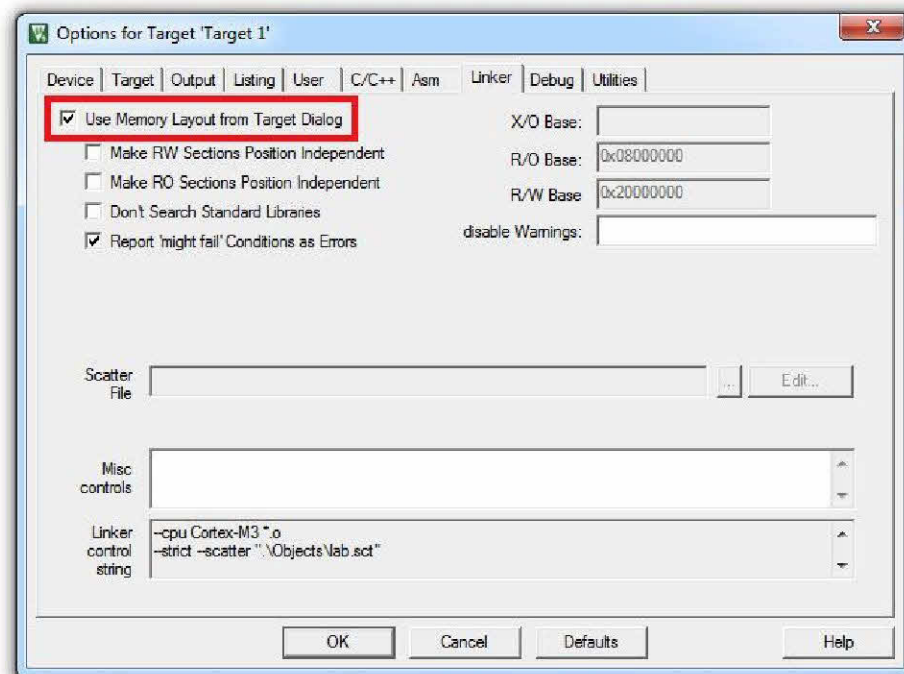 Options for Target 'Target 1'
Device Target Output Listing User C/C++ Asm Linker Debug Utilities
Use Memory Layout from Target Dialog
Make RW Sections Position Independent
Make RO Sections Position Independent
Don't Search Standard Libraries
Report 'might fail' Conditions as Errors
X/O Base:
R/O Base: 0x08000000
R/W Base 0x20000000
disable Warnings:
Scatter
File
... Edit...
Misc
controls
Linker
control
string
--cpu Cortex-M3 *.o
--strict --scatter ".\Objects\lab.sct"
OK Cancel Defaults Help